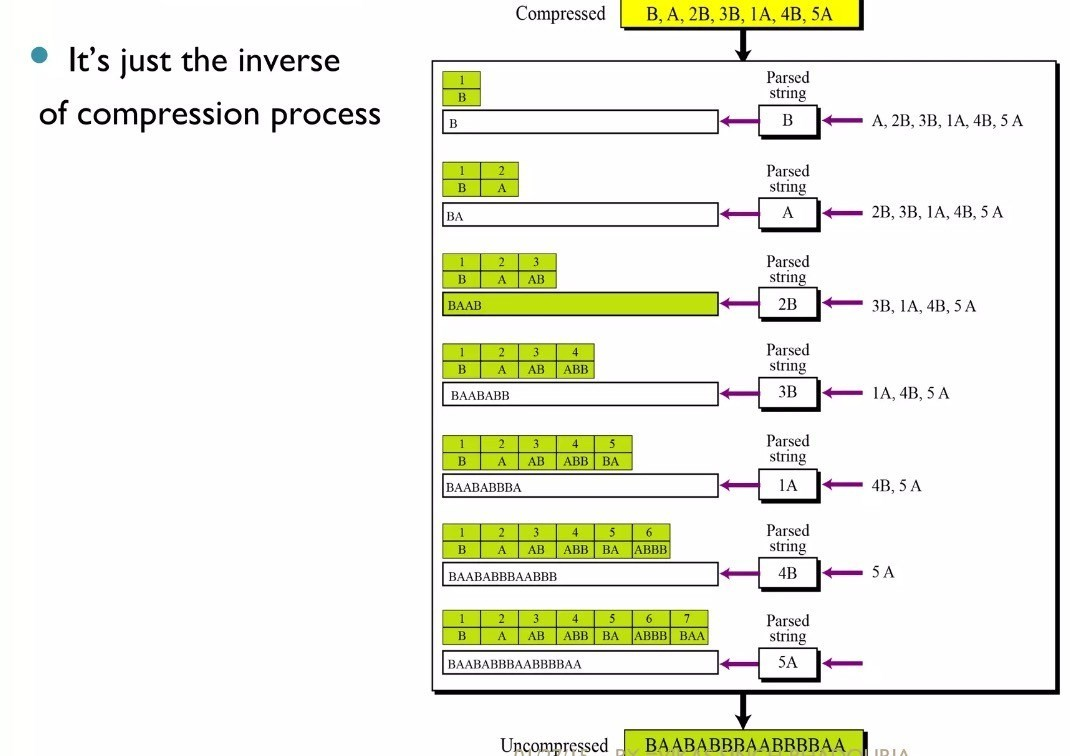 Compressed B, A, 2B, 3B, 1A, 4B, 5A
It's just the inverse
of compression process
1
B
Parsed
string
B
B
A, 2B, 3B, 1A, 4B, 5 A
1 2
B A
Parsed
string
BA
A
2B, 3B, 1A, 4B, 5 A
1 2 3
B A AB
Parsed
string
BAAB
2B
3B, 1A, 4B, 5 A
1 2 3 4
B A AB ABB
Parsed
string
BAABABB
3B
1A, 4B, 5 A
1 2 3 4 5
B A AB ABB BA
Parsed
string
BAABABBBA
1A
4B, 5 A
1 2 3 4 5 6
B A AB ABB BA ABBB
Parsed
string
BAABABBBAABBB
4B
5 A
1 2 3 4 5 6 7
B A AB ABB BA ABBB BAA
Parsed
string
BAABABBBAABBBBAA
5A
Uncompressed BAABABBBAABBBBAA